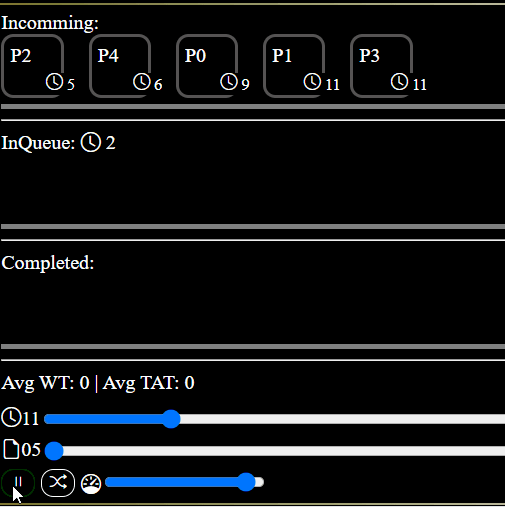 Incomming:
P2 P4 P0 P1 P3
5 6 9 11 11
InQueue: 2
Completed:
Avg WT: 0 | Avg TAT: 0
11
05